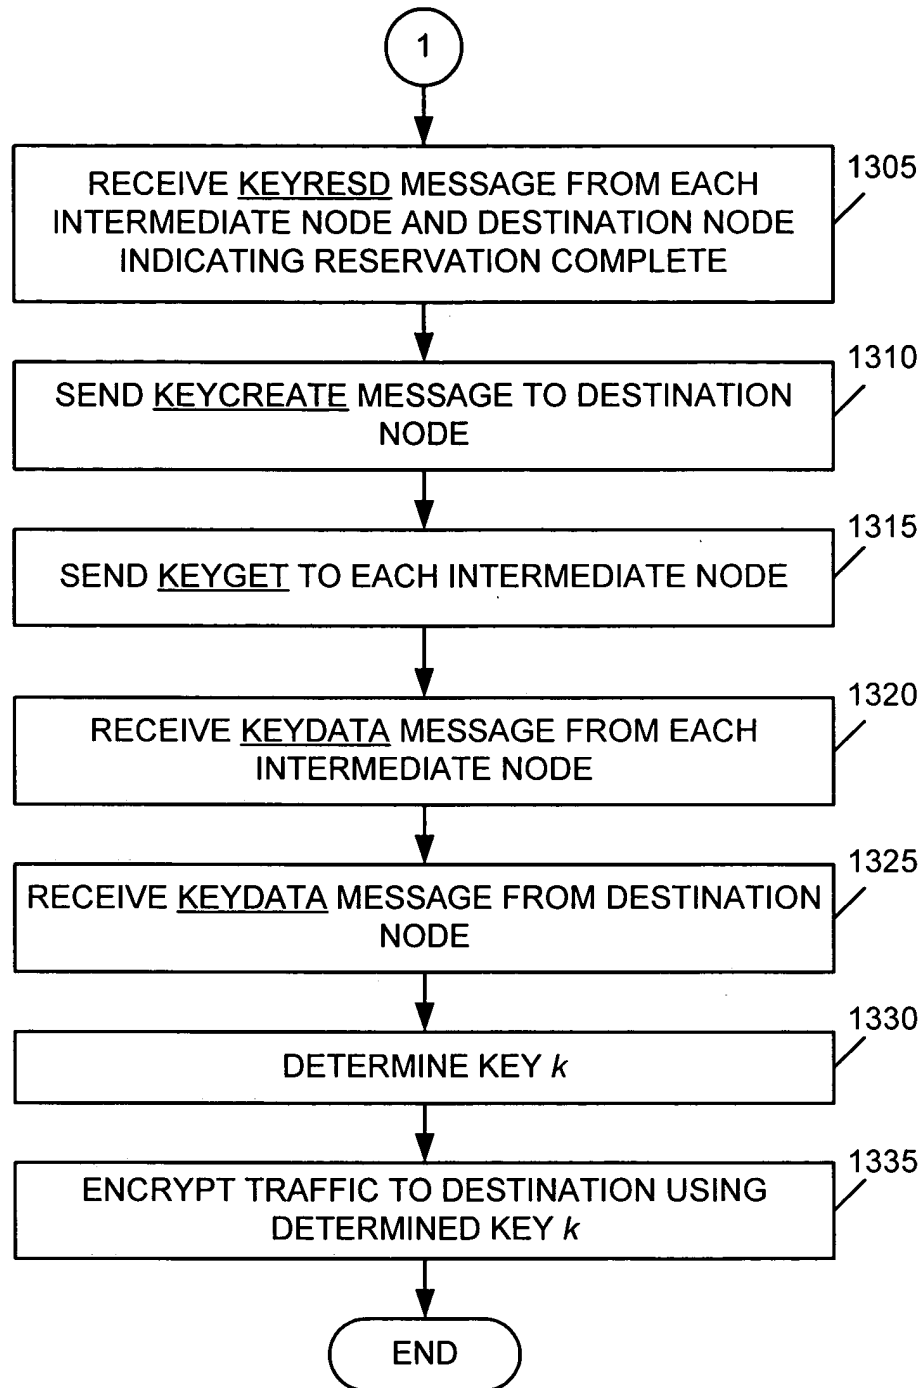 1
RECEIVE KEYRESD MESSAGE FROM EACH
INTERMEDIATE NODE AND DESTINATION NODE
INDICATING RESERVATION COMPLETE
1305
SEND KEYCREATE MESSAGE TO DESTINATION
NODE
1310
SEND KEYGET TO EACH INTERMEDIATE NODE
1315
RECEIVE KEYDATA MESSAGE FROM EACH
INTERMEDIATE NODE
1320
RECEIVE KEYDATA MESSAGE FROM DESTINATION
NODE
1325
DETERMINE KEY k
1330
ENCRYPT TRAFFIC TO DESTINATION USING
DETERMINED KEY k
1335
END